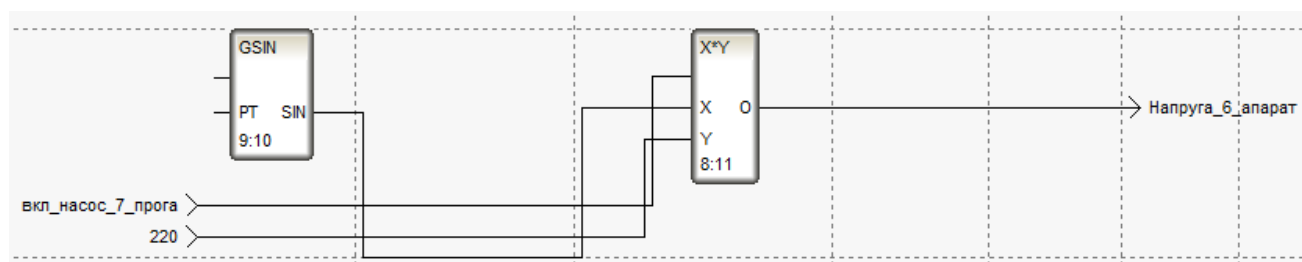 GSIN
PT SIN
9:10
X*Y
X O
Y
8:11
Напруга_6_апарат
вкл_насос_7_прога
220